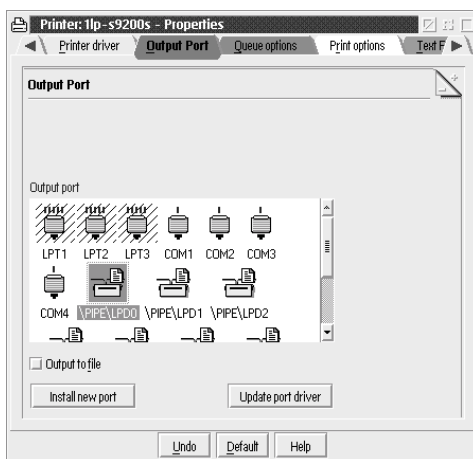 Printer: 1lp-s9200s - Properties
Printer driver Output Port Queue options Print options Text F
Output Port
Output port
LPT1 LPT2 LPT3 COM1 COM2 COM3
COM4 \PIPE\LPD0 \PIPE\LPD1 \PIPE\LPD2
Output to file
Install new port Update port driver
Undo Default Help